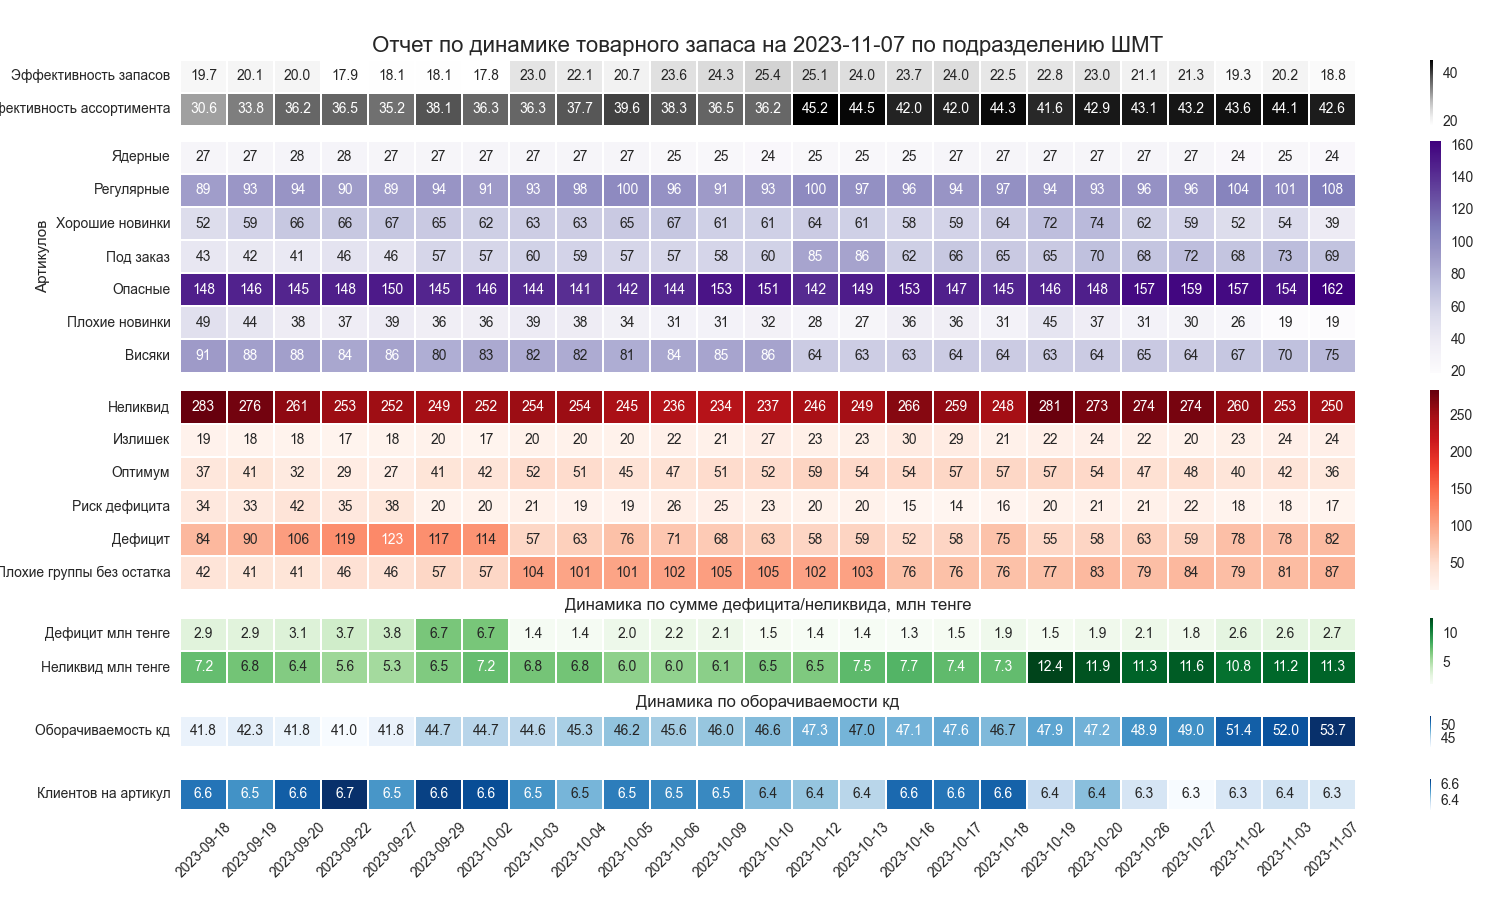 Отчет по динамике товарного запаса на 2023-11-07 по подразделению ШМТ
Эффективность запасов 19.7 20.1 20.0 17.9 18.1 18.1 17.8 23.0 22.1 20.7 23.6 24.3 25.4 25.1 24.0 23.7 24.0 22.5 22.8 23.0 21.1 21.3 19.3 20.2 18.8
фективность ассортимента 30.6 33.8 36.2 36.5 35.2 38.1 36.3 36.3 37.7 39.6 38.3 36.5 36.2 45.2 44.5 42.0 42.0 44.3 41.6 42.9 43.1 43.2 43.6 44.1 42.6
40
20
Артикулов
Ядерные 27 27 28 28 27 27 27 27 27 27 25 25 24 25 25 25 27 27 27 27 27 27 24 25 24
Регулярные 89 93 94 90 89 94 91 93 98 100 96 91 93 100 97 96 94 97 94 93 96 96 104 101 108
Хорошие новинки 52 59 66 66 67 65 62 63 63 65 67 61 61 64 61 58 59 64 72 74 62 59 52 54 39
Под заказ 43 42 41 46 46 57 57 60 59 57 57 58 60 85 86 62 66 65 65 70 68 72 68 73 69
Опасные 148 146 145 148 150 145 146 144 141 142 144 153 151 142 149 153 147 145 146 148 157 159 157 154 162
Плохие новинки 49 44 38 37 39 36 36 39 38 34 31 31 32 28 27 36 36 31 45 37 31 30 26 19 19
Висяки 91 88 88 84 86 80 83 82 82 81 84 85 86 64 63 63 64 64 63 64 65 64 67 70 75
160
140
120
100
80
60
40
20
Неликвид 283 276 261 253 252 249 252 254 254 245 236 234 237 246 249 266 259 248 281 273 274 274 260 253 250
Излишек 19 18 18 17 18 20 17 20 20 20 22 21 27 23 23 30 29 21 22 24 22 20 23 24 24
Оптимум 37 41 32 29 27 41 42 52 51 45 47 51 52 59 54 54 57 57 57 54 47 48 40 42 36
Риск дефицита 34 33 42 35 38 20 20 21 19 19 26 25 23 20 20 15 14 16 20 21 21 22 18 18 17
Дефицит 84 90 106 119 123 117 114 57 63 76 71 68 63 58 59 52 58 75 55 58 63 59 78 78 82
Плохие группы без остатка 42 41 41 46 46 57 57 104 101 101 102 105 105 102 103 76 76 76 77 83 79 84 79 81 87
250
200
150
100
50
Динамика по сумме дефицита/неликвида, млн тенге
Дефицит млн тенге 2.9 2.9 3.1 3.7 3.8 6.7 6.7 1.4 1.4 2.0 2.2 2.1 1.5 1.4 1.4 1.3 1.5 1.9 1.5 1.9 2.1 1.8 2.6 2.6 2.7
Неликвид млн тенге 7.2 6.8 6.4 5.6 5.3 6.5 7.2 6.8 6.8 6.0 6.0 6.1 6.5 6.5 7.5 7.7 7.4 7.3 12.4 11.9 11.3 11.6 10.8 11.2 11.3
10
5
Динамика по оборачиваемости кд
Оборачиваемость кд 41.8 42.3 41.8 41.0 41.8 44.7 44.7 44.6 45.3 46.2 45.6 46.0 46.6 47.3 47.0 47.1 47.6 46.7 47.9 47.2 48.9 49.0 51.4 52.0 53.7
50
45
Клиентов на артикул 6.6 6.5 6.6 6.7 6.5 6.6 6.6 6.5 6.5 6.5 6.5 6.5 6.4 6.4 6.4 6.6 6.6 6.6 6.4 6.4 6.3 6.3 6.3 6.4 6.3
6.6
6.4
2023-09-18 2023-09-19 2023-09-20 2023-09-22 2023-09-27 2023-09-29 2023-10-02 2023-10-03 2023-10-04 2023-10-05 2023-10-06 2023-10-09 2023-10-10 2023-10-12 2023-10-13 2023-10-16 2023-10-17 2023-10-18 2023-10-19 2023-10-20 2023-10-26 2023-10-27 2023-11-02 2023-11-03 2023-11-07